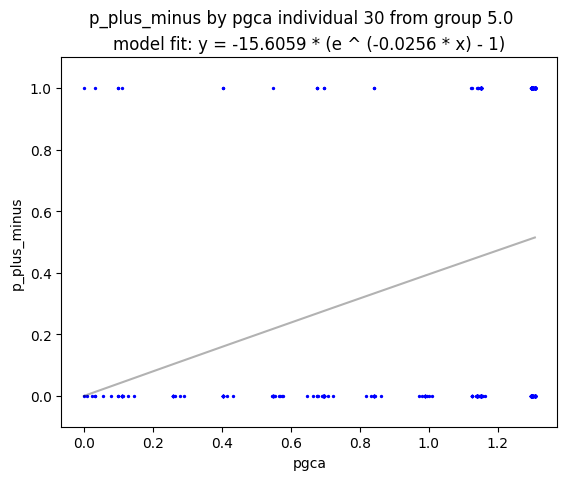 p_plus_minus by pgca individual 30 from group 5.0
model fit: y = -15.6059 * (e ^ (-0.0256 * x) - 1)
1.0
0.8
0.6
0.4
0.2
0.0
p_plus_minus
0.0 0.2 0.4 0.6 0.8 1.0 1.2
pgca